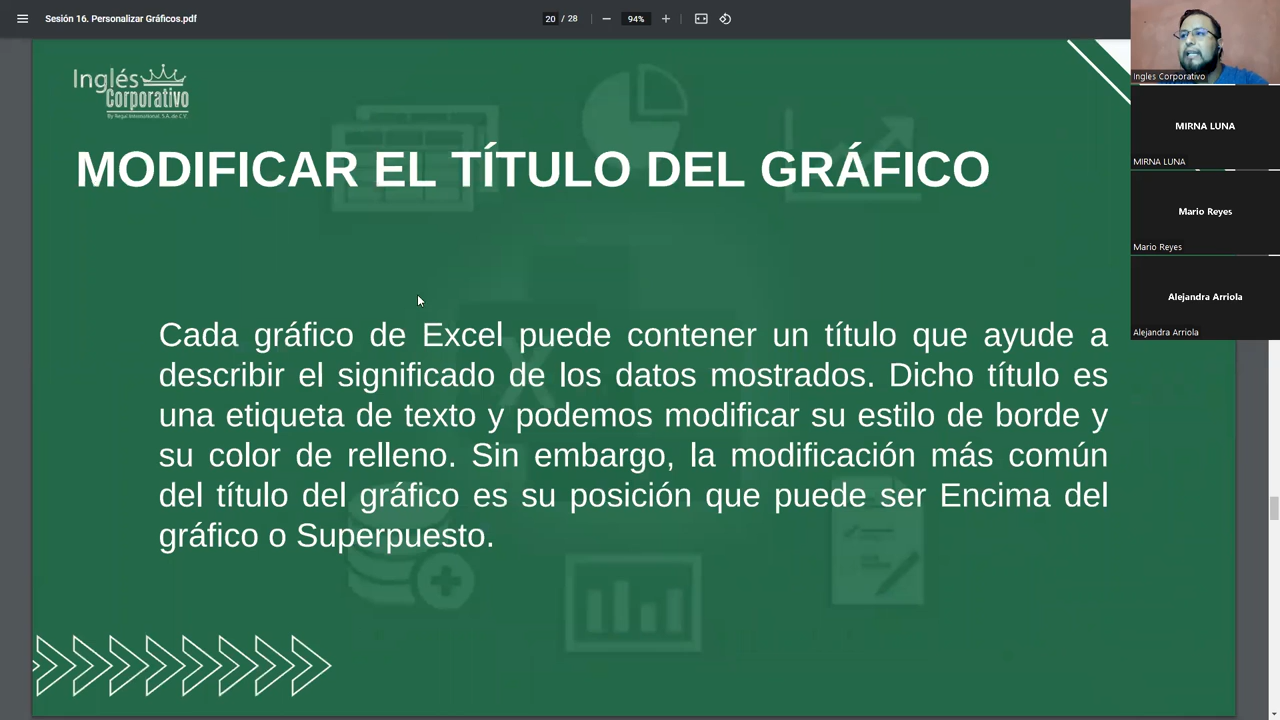 Sesión 16. Personalizar Gráficos.pdf
20 / 28
94%
Inglés
Corporativo
By Regal International, S.A. de C.V.
MODIFICAR EL TÍTULO DEL GRÁFICO
Cada gráfico de Excel puede contener un título que ayude a
describir el significado de los datos mostrados. Dicho título es
una etiqueta de texto y podemos modificar su estilo de borde y
su color de relleno. Sin embargo, la modificación más común
del título del gráfico es su posición que puede ser Encima del
gráfico o Superpuesto.
Ingles Corporativo
MIRNA LUNA
MIRNA LUNA
Mario Reyes
Mario Reyes
Alejandra Arriola
Alejandra Arriola